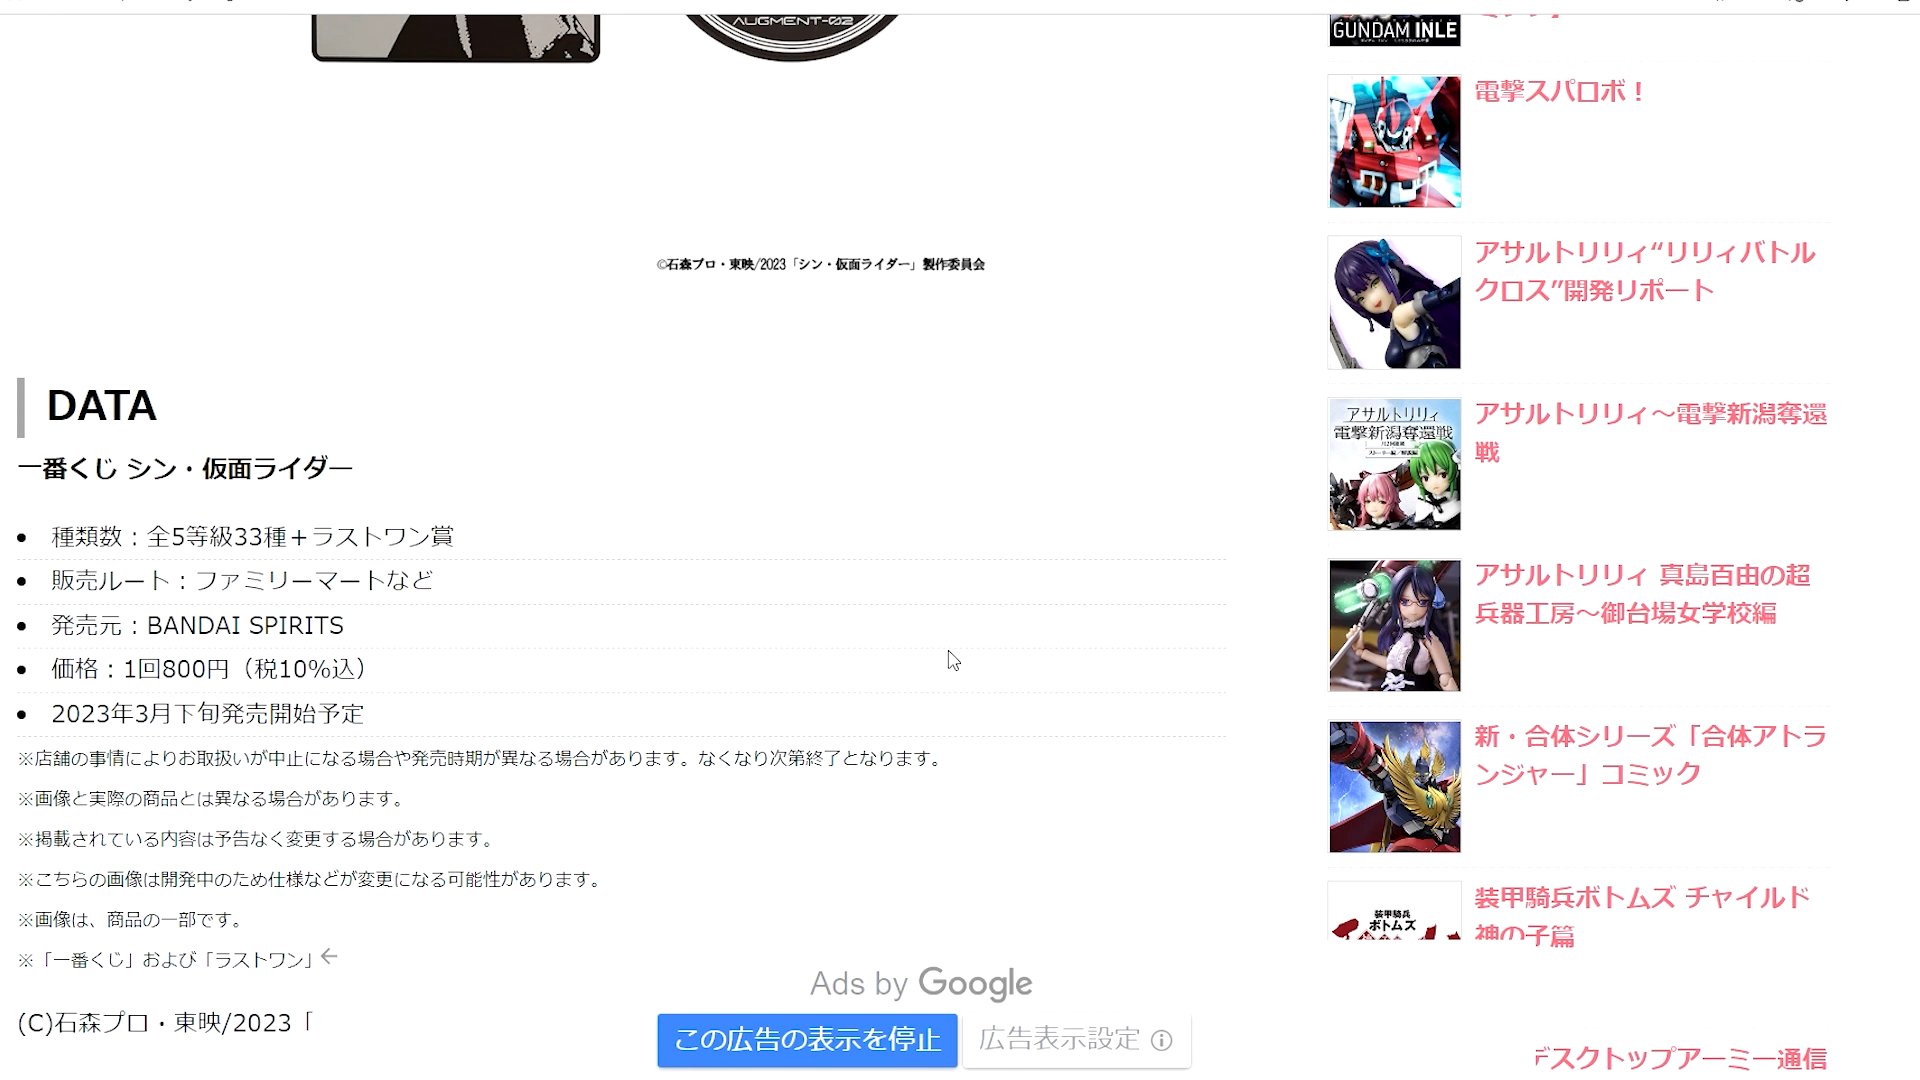 AUGMENT-02
©石森プロ・東映/2023「シン・仮面ライダー」製作委員会
DATA
一番くじ シン・仮面ライダー
• 種類数：全5等級33種＋ラストワン賞
• 販売ルート：ファミリーマートなど
• 発売元：BANDAI SPIRITS
• 価格：1回800円（税10%込）
• 2023年3月下旬発売開始予定
※店舗の事情によりお取扱いが中止になる場合や発売時期が異なる場合があります。なくなり次第終了となります。
※画像と実際の商品とは異なる場合があります。
※掲載されている内容は予告なく変更する場合があります。
※こちらの画像は開発中のため仕様などが変更になる可能性があります。
※画像は、商品の一部です。
※「一番くじ」および「ラストワン」
(C)石森プロ・東映/2023「
Ads by Google
この広告の表示を停止
広告表示設定
GUNDAM INLE
電撃スパロボ！
アサルトリリィ“リリィバトル
クロス”開発リポート
アサルトリリィ
電撃新潟奪還戦
アサルトリリィ～電撃新潟奪還
戦
アサルトリリィ 真島百由の超
兵器工房～御台場女学校編
新・合体シリーズ「合体アトラ
ンジャー」コミック
装甲騎兵
ボトムズ
装甲騎兵ボトムズ チャイルド
神の子篇
デスクトップアーミー通信